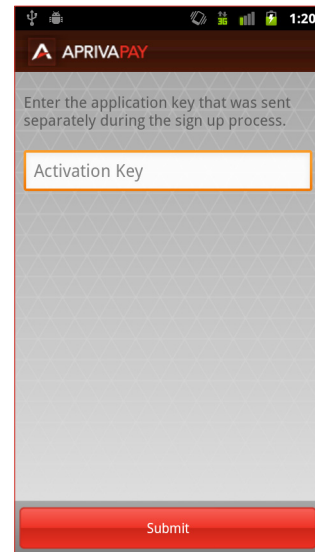 3G 1:20
APRIVAPAY
Enter the application key that was sent
separately during the sign up process.
Activation Key
Submit